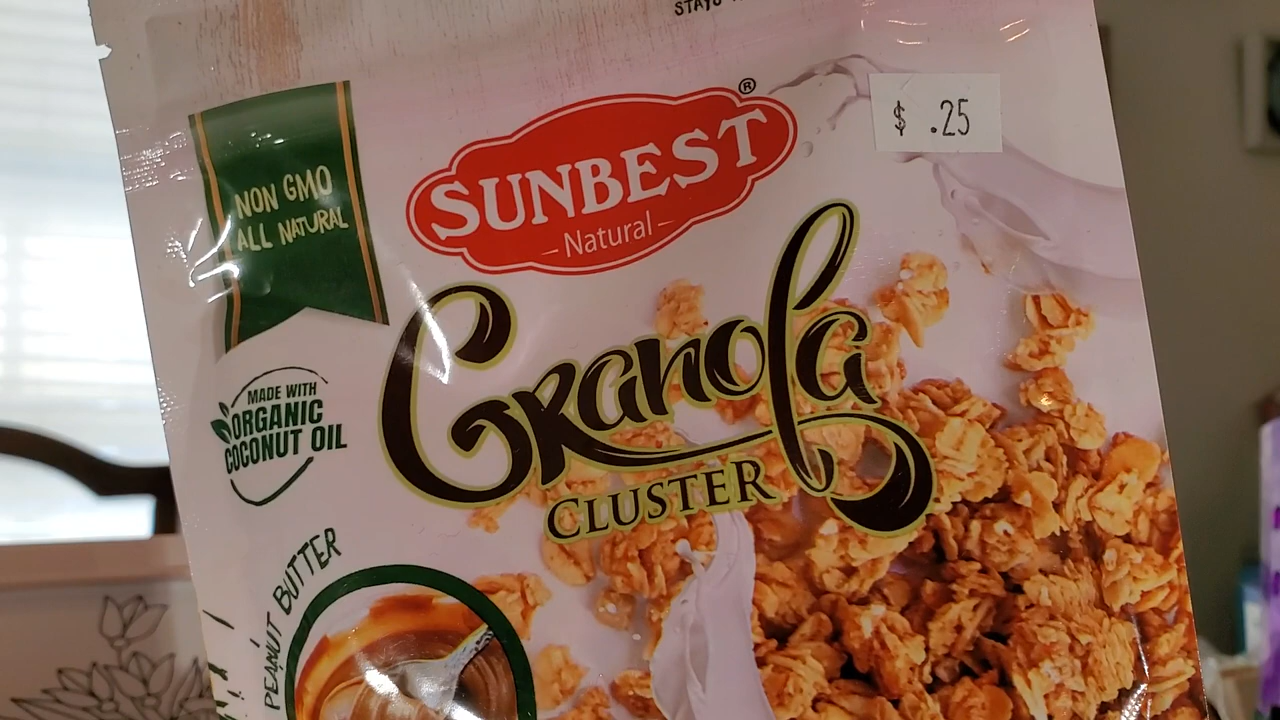 $ .25
SUNBEST®
Natural
NON GMO
ALL NATURAL
Granola
CLUSTER
MADE WITH
ORGANIC
COCONUT OIL
PEANUT BUTTER